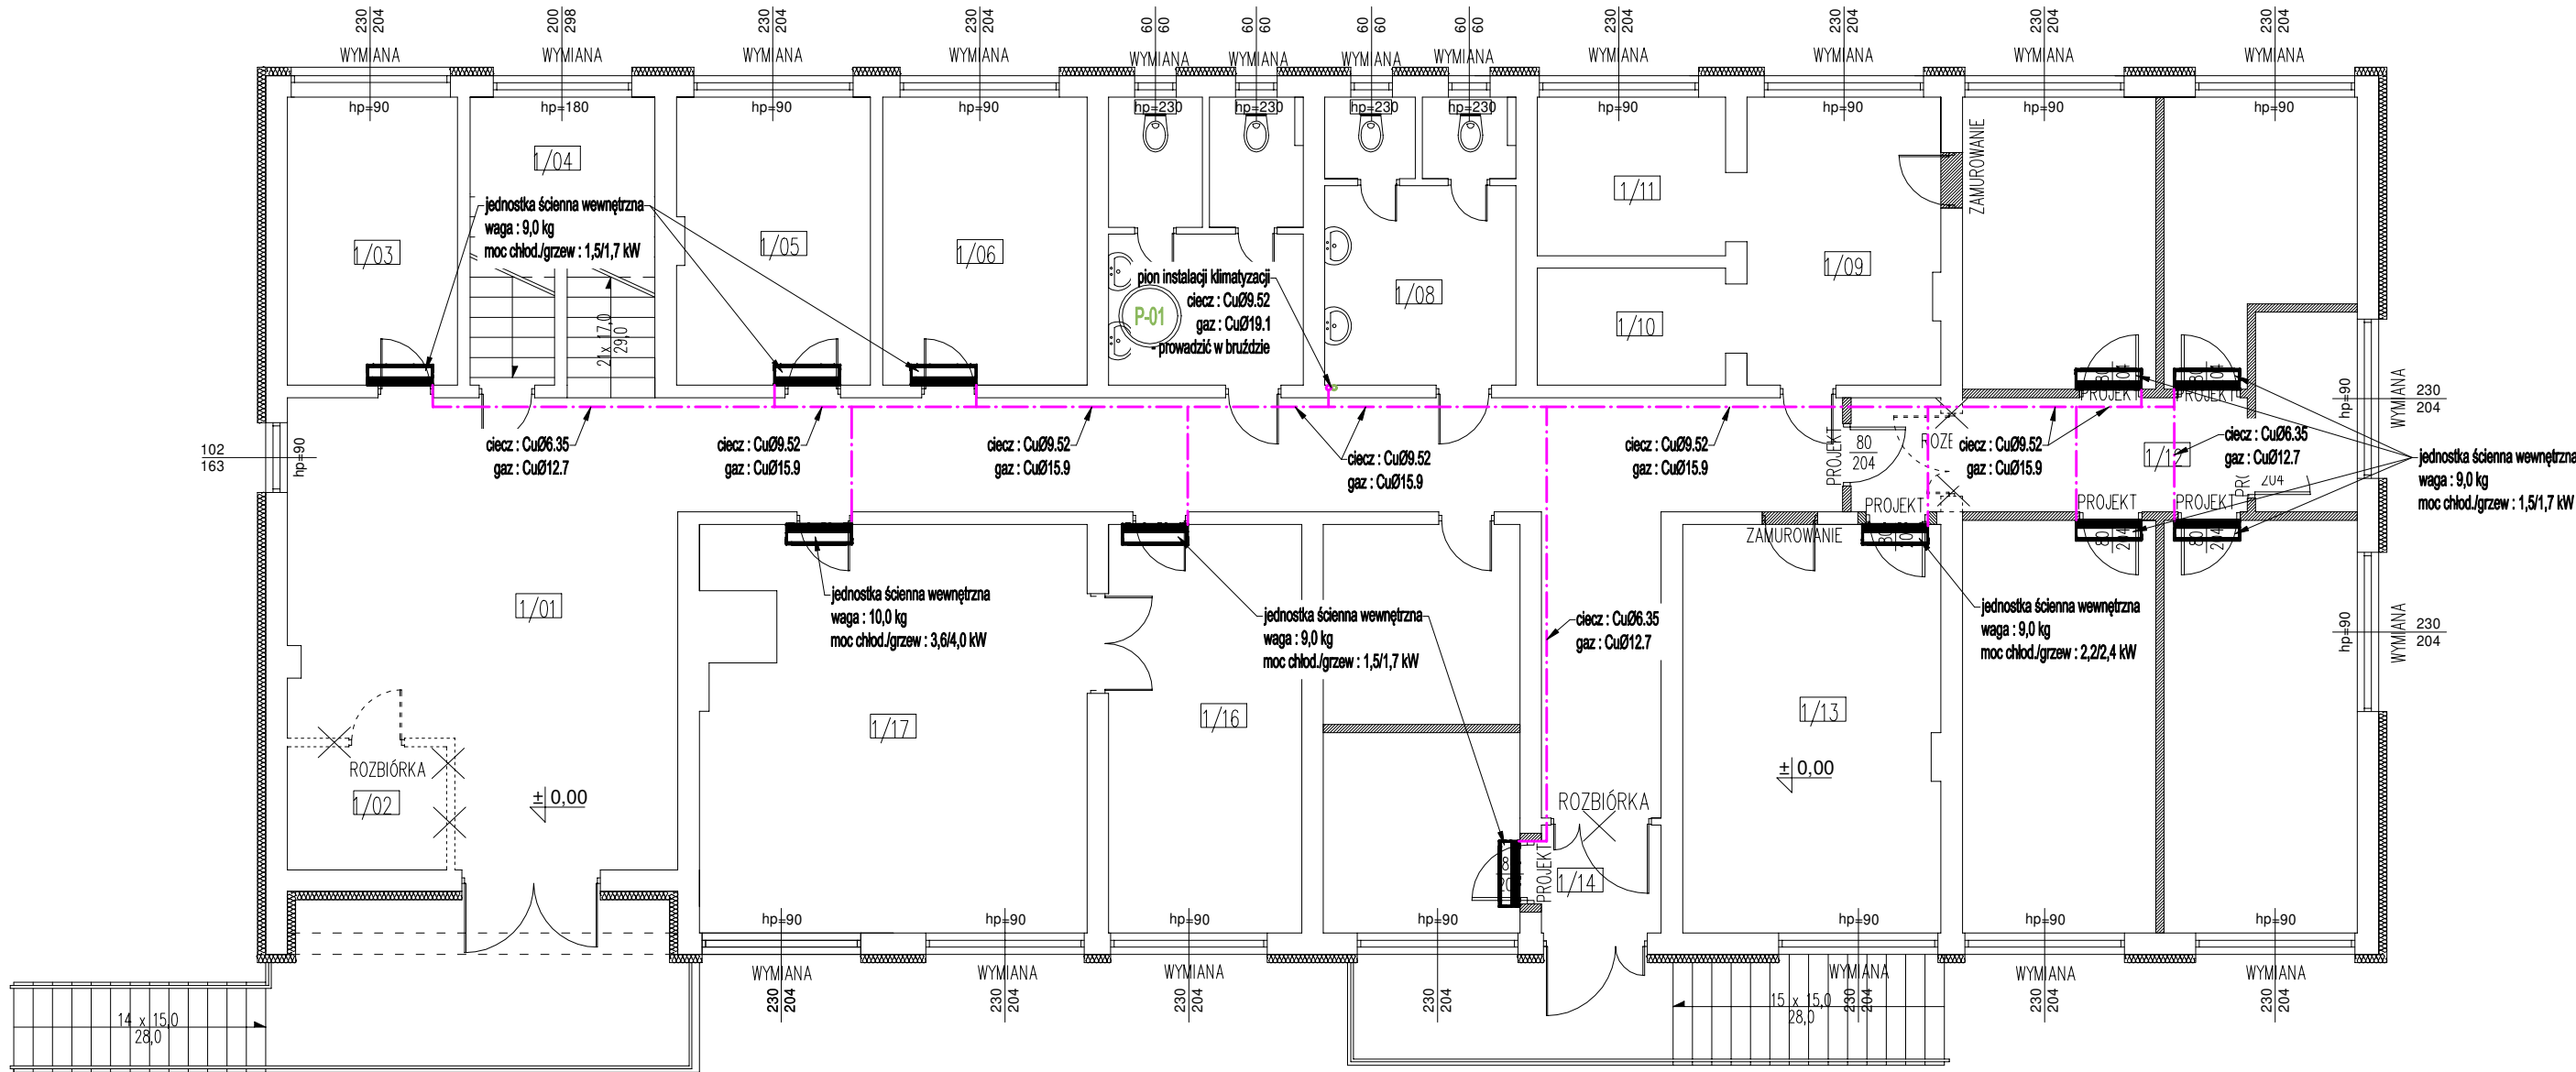 230
204
200
298
230
204
230
204
60
60
60
60
60
60
60
60
230
204
230
204
230
204
230
204
WYMIANA
WYMIANA
WYMIANA
WYMIANA
WYMIANA
WYMIANA
WYMIANA
WYMIANA
WYMIANA
WYMIANA
WYMIANA
WYMIANA
hp=90
hp=180
hp=90
hp=90
hp=230
hp=230
hp=230
hp=230
hp=90
hp=90
hp=90
hp=90
ZAMUROWANIE
1/03
1/04
1/05
1/06
1/08
1/11
1/10
1/09
jednostka ścienna wewnętrzna
waga : 9,0 kg
moc chłod./grzew : 1,5/1,7 kW
21x 17,0
29,0
pion instalacji klimatyzacji
ciecz : CuØ9.52
gaz : CuØ19.1
- prowadzić w bruździe
P-01
PROJEKT
PROJEKT
hp=90
WYMIANA
230
204
102
163
hp=90
ciecz : CuØ6.35
gaz : CuØ12.7
ciecz : CuØ9.52
gaz : CuØ15.9
ciecz : CuØ9.52
gaz : CuØ15.9
ciecz : CuØ9.52
gaz : CuØ15.9
ciecz : CuØ9.52
gaz : CuØ15.9
PROJEKT
80
204
ciecz : CuØ9.52
gaz : CuØ15.9
ciecz : CuØ6.35
gaz : CuØ12.7
204
jednostka ścienna wewnętrzna
waga : 9,0 kg
moc chłod./grzew : 1,5/1,7 kW
PROJEKT
PROJEKT
PROJEKT
80
204
80
204
ZAMUROWANIE
1/01
jednostka ścienna wewnętrzna
waga : 10,0 kg
moc chłod./grzew : 3,6/4,0 kW
jednostka ścienna wewnętrzna
waga : 9,0 kg
moc chłod./grzew : 1,5/1,7 kW
ciecz : CuØ6.35
gaz : CuØ12.7
jednostka ścienna wewnętrzna
waga : 9,0 kg
moc chłod./grzew : 2,2/2,4 kW
hp=90
WYMIANA
230
204
1/17
1/16
1/13
ROZBIÓRKA
1/02
± 0,00
± 0,00
ROZBIÓRKA
PROJEKT
1/14
hp=90
hp=90
hp=90
hp=90
hp=90
hp=90
hp=90
WYMIANA
WYMIANA
WYMIANA
WYMIANA
WYMIANA
WYMIANA
230
204
230
204
230
204
230
204
230
204
230
204
230
204
14 x 15,0
28,0
15 x 15,0
28,0